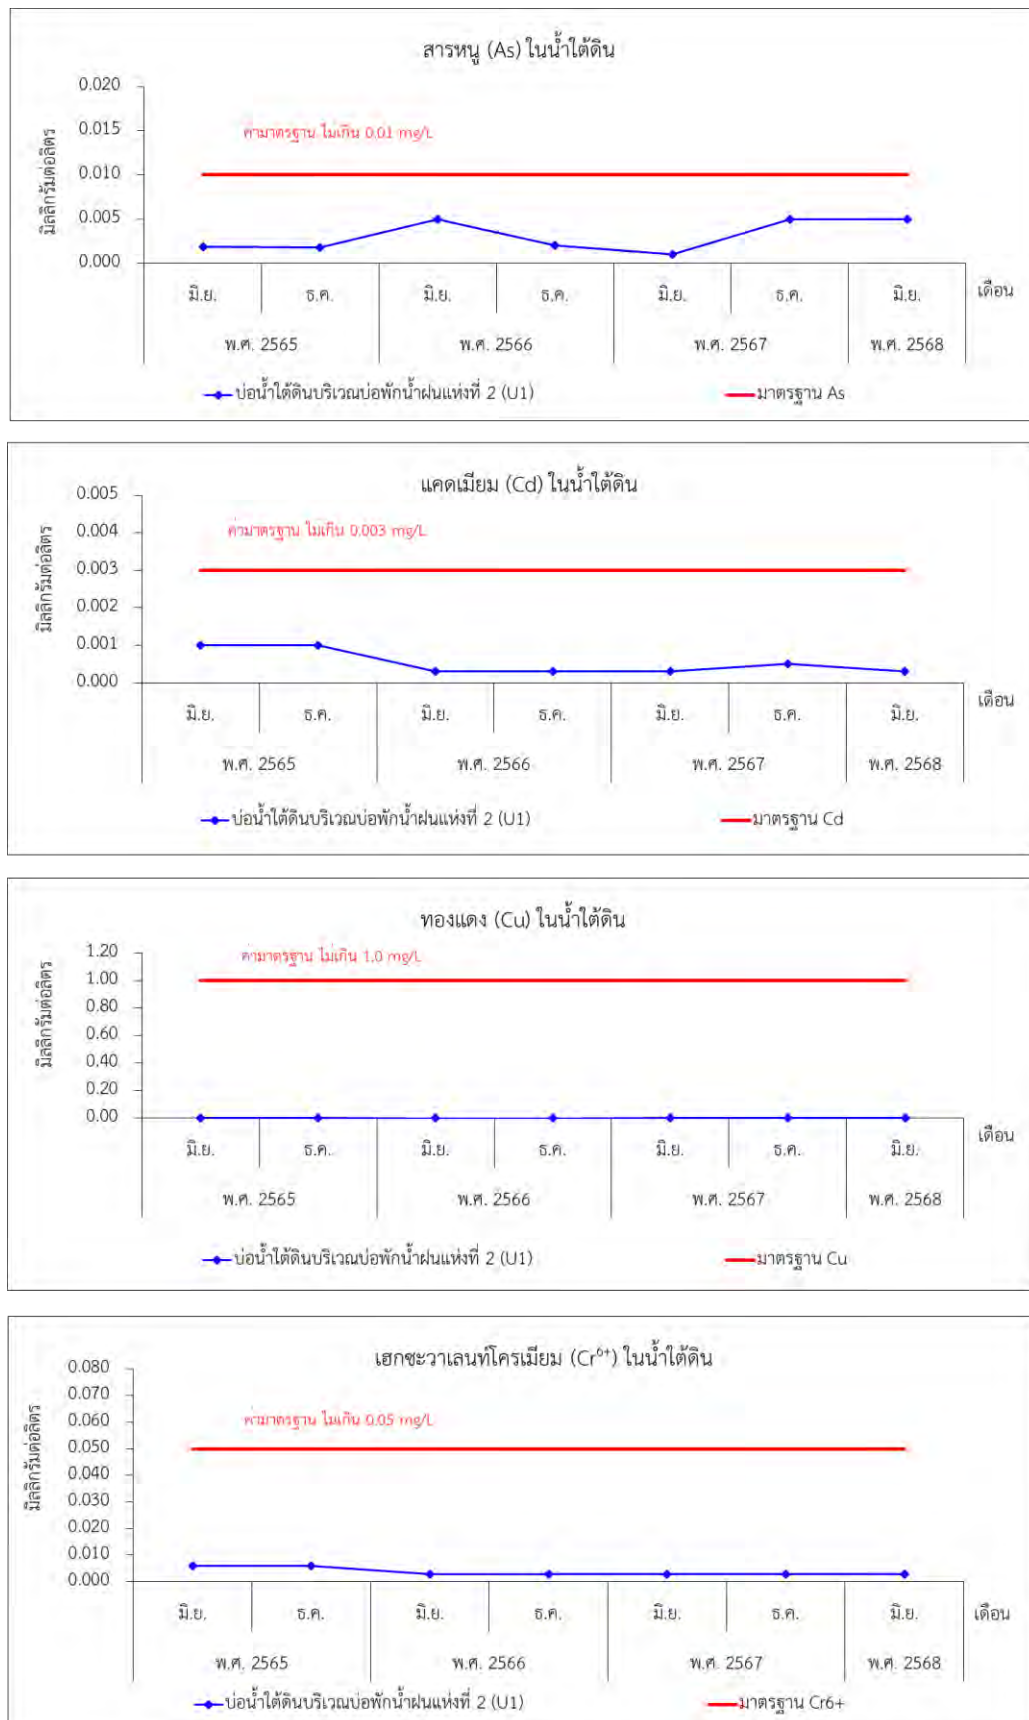 สารหนู (As) ในน้ำใต้ดิน
0.020
0.015
0.010
0.005
0.000
มิลลิกรัมต่อลิตร
ค่ามาตรฐาน ไม่เกิน 0.01 mg/L
มิ.ย. ธ.ค. มิ.ย. ธ.ค. มิ.ย. ธ.ค. มิ.ย. เดือน
พ.ศ. 2565 พ.ศ. 2566 พ.ศ. 2567 พ.ศ. 2568
บ่อน้ำใต้ดินบริเวณบ่อพักน้ำฝนแห่งที่ 2 (U1) มาตรฐาน As
แคดเมียม (Cd) ในน้ำใต้ดิน
0.005
0.004
0.003
0.002
0.001
0.000
มิลลิกรัมต่อลิตร
ค่ามาตรฐาน ไม่เกิน 0.003 mg/L
มิ.ย. ธ.ค. มิ.ย. ธ.ค. มิ.ย. ธ.ค. มิ.ย. เดือน
พ.ศ. 2565 พ.ศ. 2566 พ.ศ. 2567 พ.ศ. 2568
บ่อน้ำใต้ดินบริเวณบ่อพักน้ำฝนแห่งที่ 2 (U1) มาตรฐาน Cd
ทองแดง (Cu) ในน้ำใต้ดิน
1.20
1.00
0.80
0.60
0.40
0.20
0.00
มิลลิกรัมต่อลิตร
ค่ามาตรฐาน ไม่เกิน 1.0 mg/L
มิ.ย. ธ.ค. มิ.ย. ธ.ค. มิ.ย. ธ.ค. มิ.ย. เดือน
พ.ศ. 2565 พ.ศ. 2566 พ.ศ. 2567 พ.ศ. 2568
บ่อน้ำใต้ดินบริเวณบ่อพักน้ำฝนแห่งที่ 2 (U1) มาตรฐาน Cu
เฮกซะวาเลนท์โครเมียม (Cr⁶⁺) ในน้ำใต้ดิน
0.080
0.070
0.060
0.050
0.040
0.030
0.020
0.010
0.000
มิลลิกรัมต่อลิตร
ค่ามาตรฐาน ไม่เกิน 0.05 mg/L
มิ.ย. ธ.ค. มิ.ย. ธ.ค. มิ.ย. ธ.ค. มิ.ย. เดือน
พ.ศ. 2565 พ.ศ. 2566 พ.ศ. 2567 พ.ศ. 2568
บ่อน้ำใต้ดินบริเวณบ่อพักน้ำฝนแห่งที่ 2 (U1) มาตรฐาน Cr6+